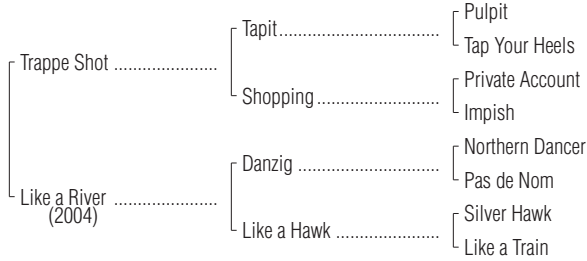 Pulpit
Tapit
Tap Your Heels
Trappe Shot
Private Account
Shopping
Impish
Northern Dancer
Danzig
Pas de Nom
Like a River
(2004)
Silver Hawk
Like a Hawk
Like a Train